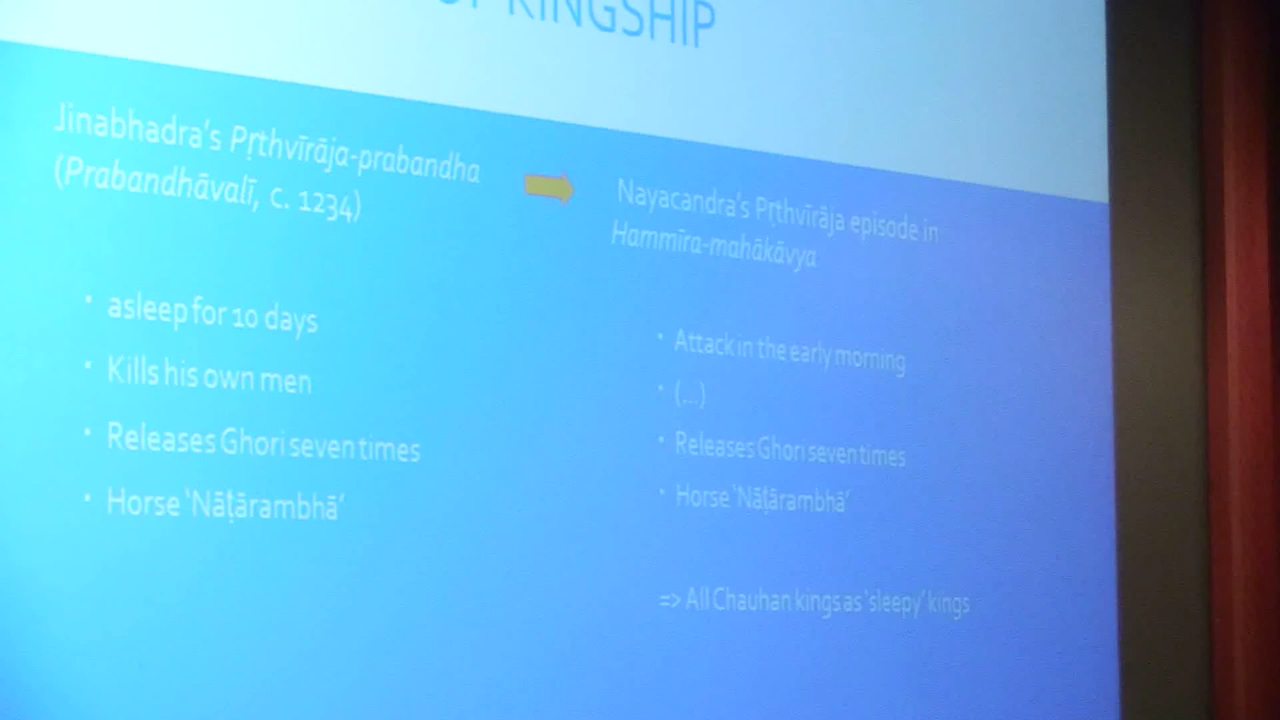 OF KINGSHIP
Jinabhadra's Pṛthvīrāja-prabandha
(Prabandhāvalī, c. 1234)
• asleep for 10 days
• Kills his own men
• Releases Ghori seven times
• Horse ‘Nāṭārambhā’
Nayacandra's Pṛthvīrāja episode in
Hammīra-mahākāvya
• Attack in the early morning
• (...)
• Releases Ghori seven times
• Horse ‘Nāṭārambhā’
=> All Chauhan kings as ‘sleepy’ kings